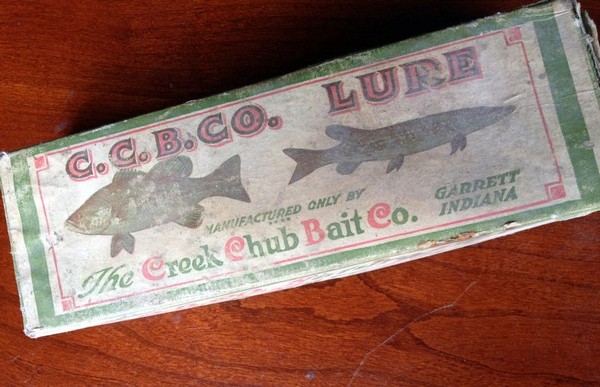 C.C.B.CO. LURE
MANUFACTURED ONLY BY
The Creek Chub Bait Co.
GARRETT
INDIANA